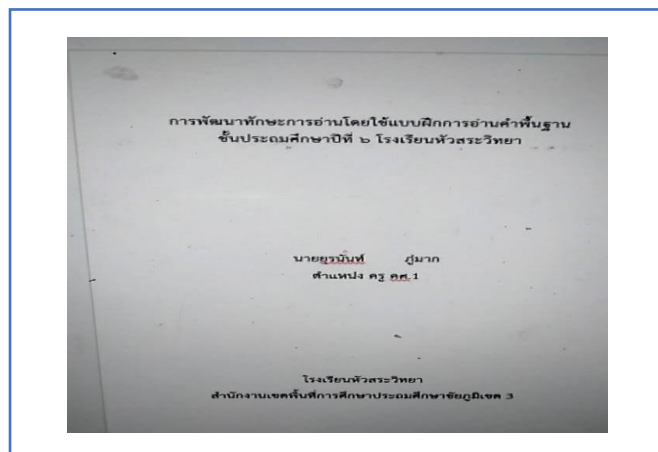 การพัฒนาทักษะการอ่านโดยใช้แบบฝึกการอ่านคำพื้นฐาน
ชั้นประถมศึกษาปีที่ ๖ โรงเรียนหัวสระวิทยา
นายยุรนันท์ ภู่มาก
ตำแหน่ง ครู คศ.1
โรงเรียนหัวสระวิทยา
สำนักงานเขตพื้นที่การศึกษาประถมศึกษาชัยภูมิเขต 3